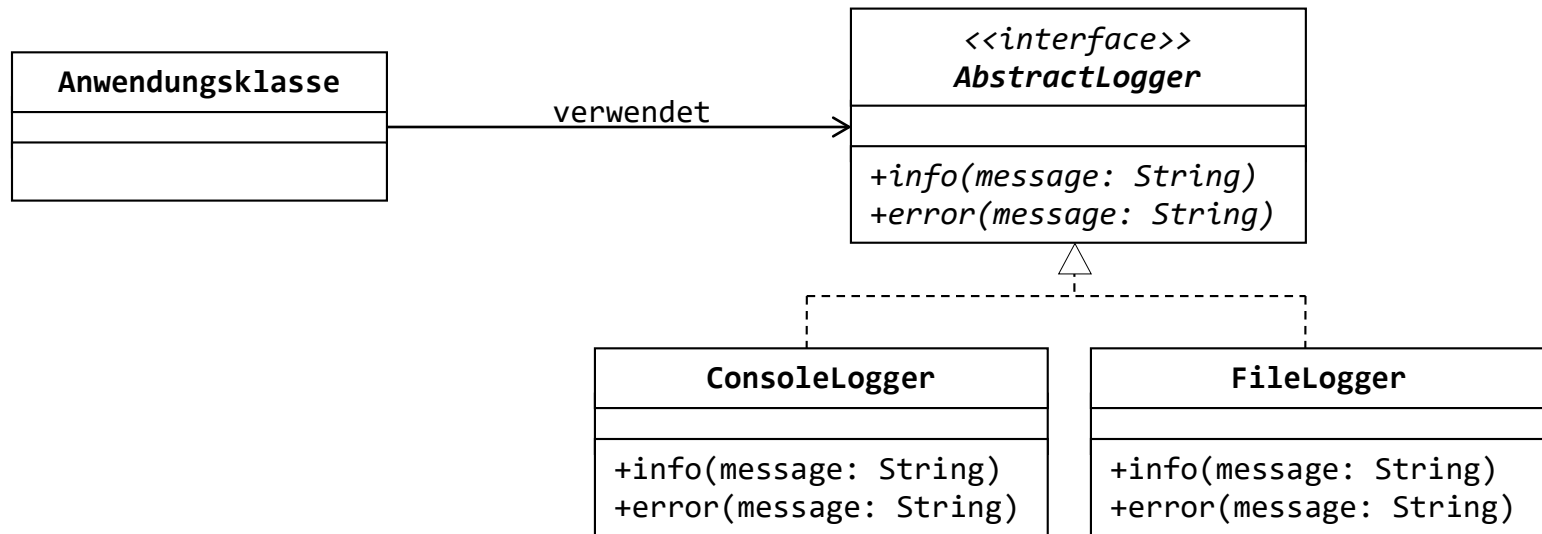 Anwendungsklasse
verwendet
<<interface>>
AbstractLogger
+info(message: String)
+error(message: String)
ConsoleLogger
+info(message: String)
+error(message: String)
FileLogger
+info(message: String)
+error(message: String)